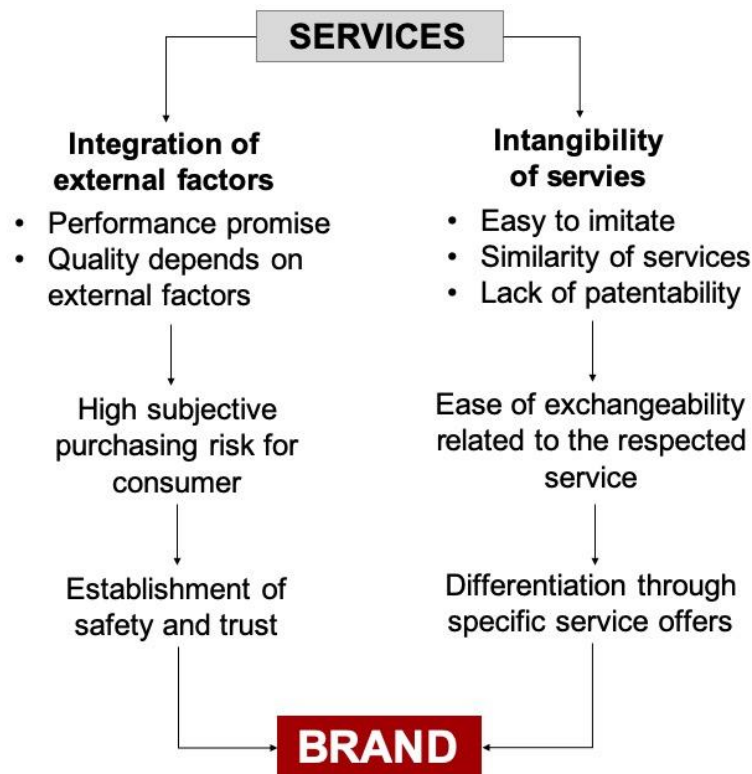 SERVICES
Integration of
external factors
• Performance promise
• Quality depends on
external factors
High subjective
purchasing risk for
consumer
Establishment of
safety and trust
Intangibility
of servies
• Easy to imitate
• Similarity of services
• Lack of patentability
Ease of exchangeability
related to the respected
service
Differentiation through
specific service offers
BRAND